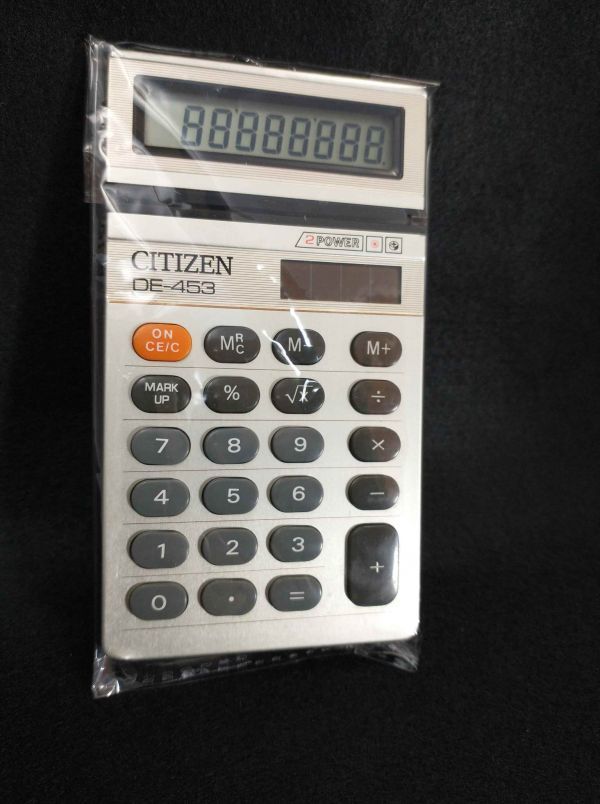 88888888
2 POWER
CITIZEN
DE-453
ON CE/C
MRC
M-
M+
MARK UP
%
√x
÷
7
8
9
×
4
5
6
−
1
2
3
+
0
.
=